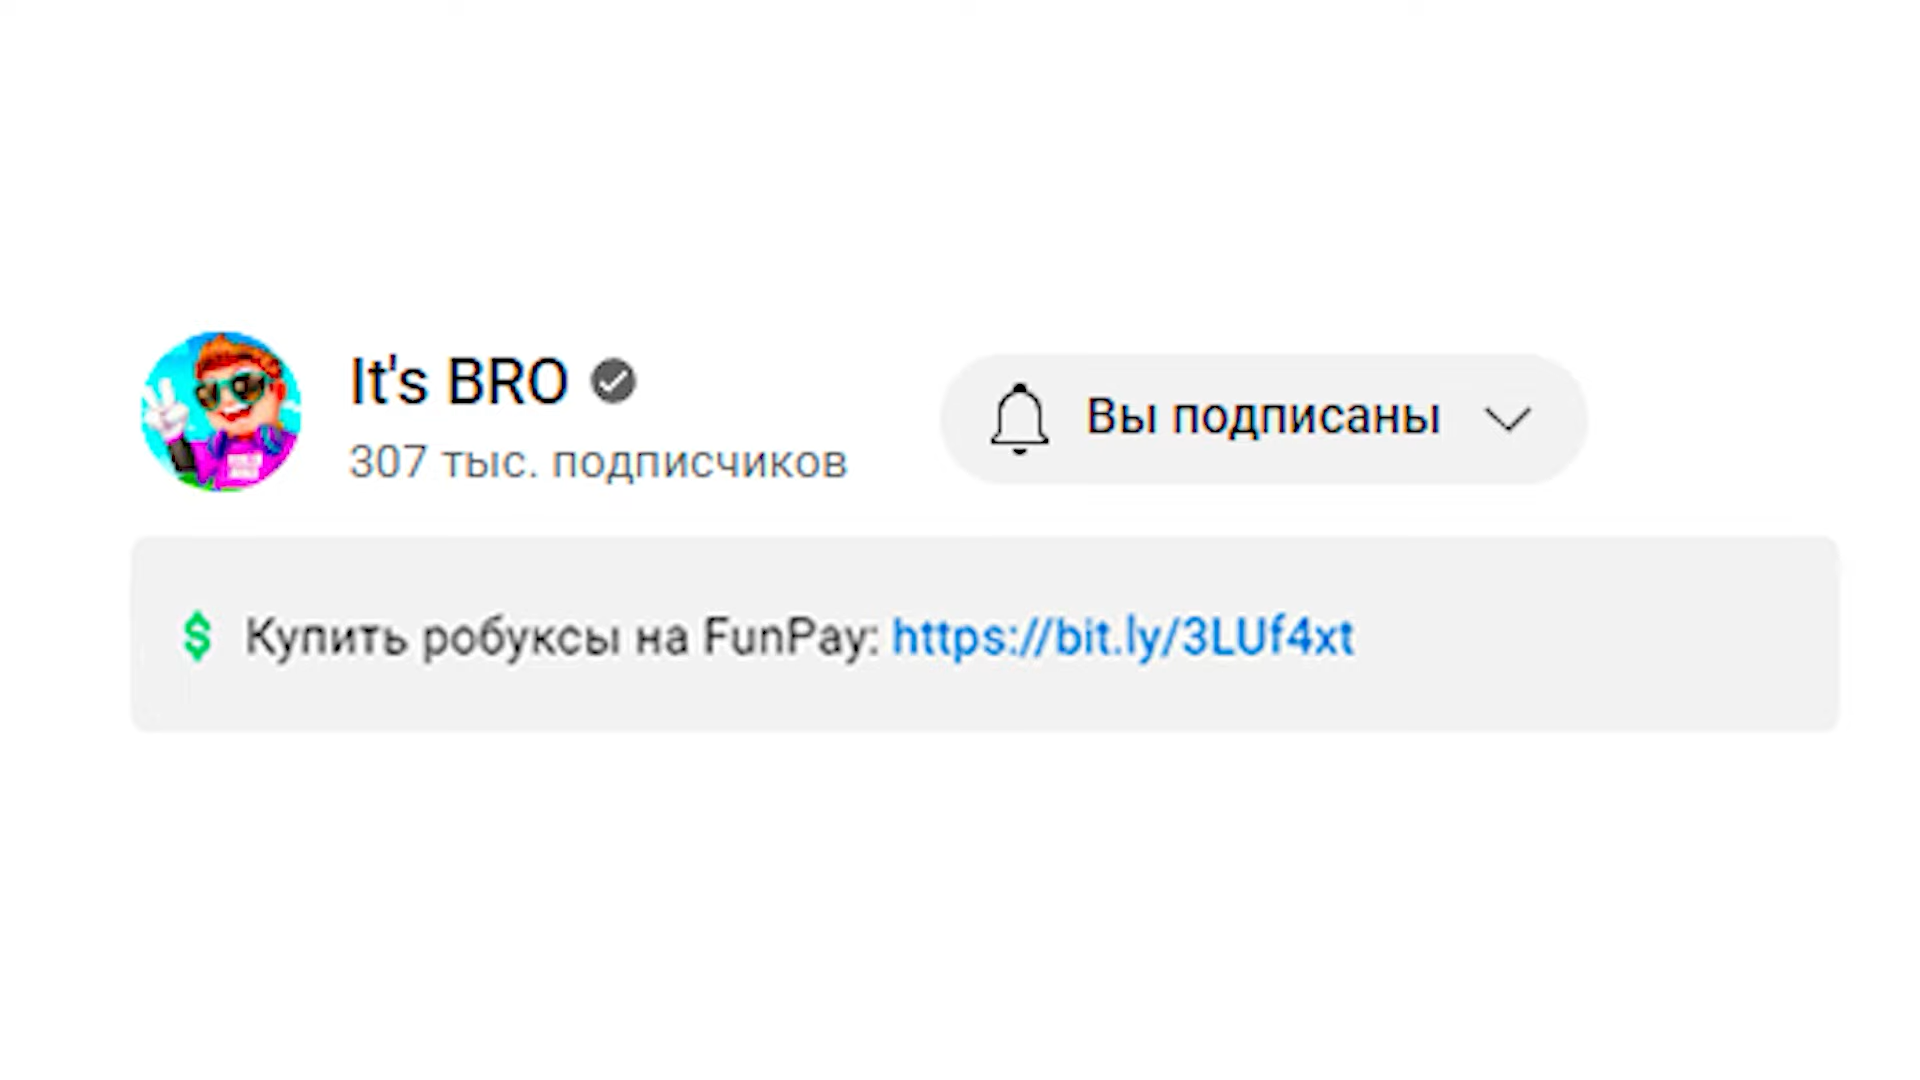 It's BRO
307 тыс. подписчиков
Вы подписаны
Купить робуксы на FunPay: https://bit.ly/3LUf4xt